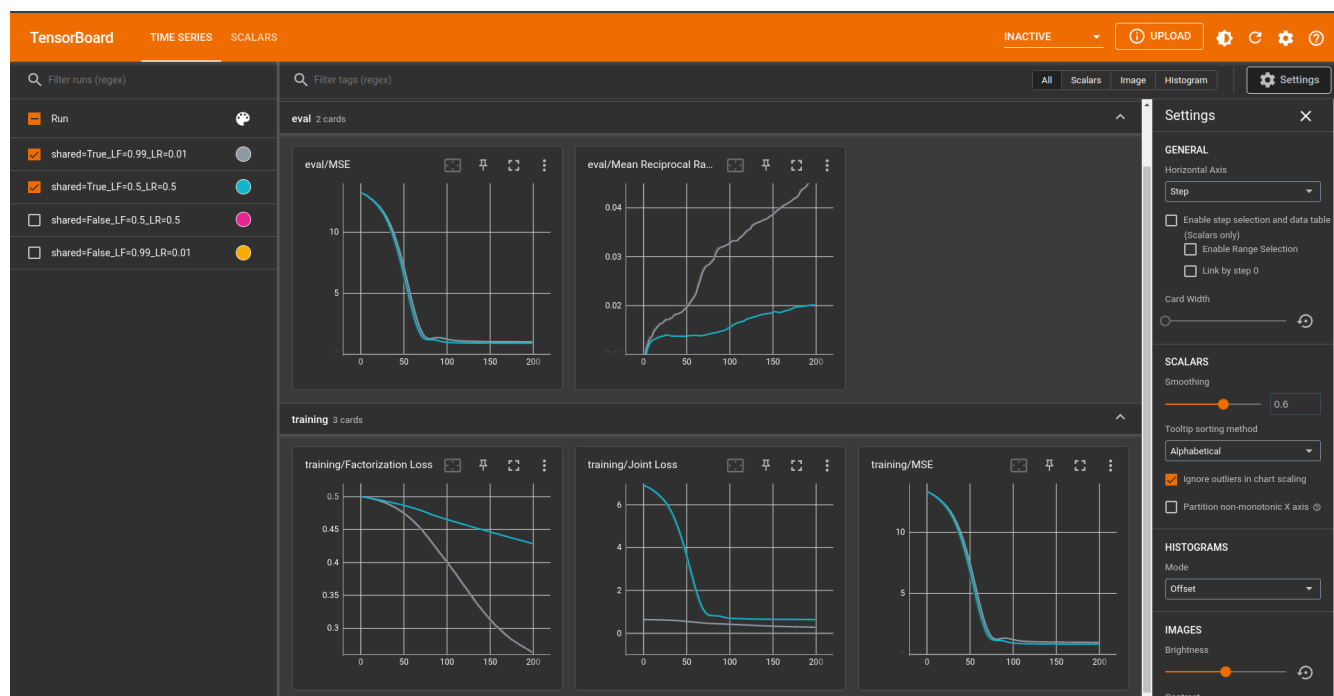 TensorBoard TIME SERIES SCALARS INACTIVE UPLOAD
Filter runs (regex)
Run
shared=True_LF=0.99_LR=0.01
shared=True_LF=0.5_LR=0.5
shared=False_LF=0.5_LR=0.5
shared=False_LF=0.99_LR=0.01
Filter tags (regex)
All Scalars Image Histogram
Settings
eval 2 cards
eval/MSE
10
5
0 50 100 150 200
eval/Mean Reciprocal Ra...
0.04
0.03
0.02
0 50 100 150 200
training 3 cards
training/Factorization Loss
0.5
0.45
0.4
0.35
0.3
0 50 100 150 200
training/Joint Loss
6
4
2
0
0 50 100 150 200
training/MSE
10
5
0 50 100 150 200
Settings
GENERAL
Horizontal Axis
Step
Enable step selection and data table
(Scalars only)
Enable Range Selection
Link by step 0
Card Width
SCALARS
Smoothing
0.6
Tooltip sorting method
Alphabetical
Ignore outliers in chart scaling
Partition non-monotonic X axis
HISTOGRAMS
Mode
Offset
IMAGES
Brightness